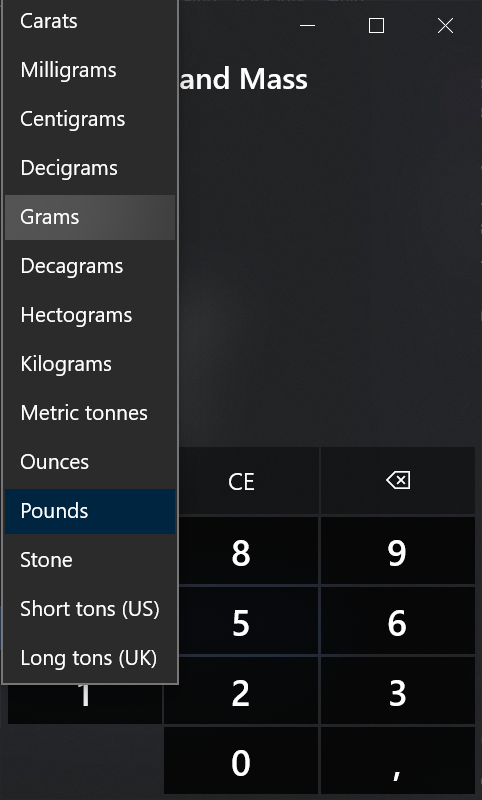 Carats
Milligrams
and Mass
Centigrams
Decigrams
Grams
Decagrams
Hectograms
Kilograms
Metric tonnes
Ounces
Pounds
Stone
Short tons (US)
Long tons (UK)
CE
8 9
5 6
1 2 3
0 ,